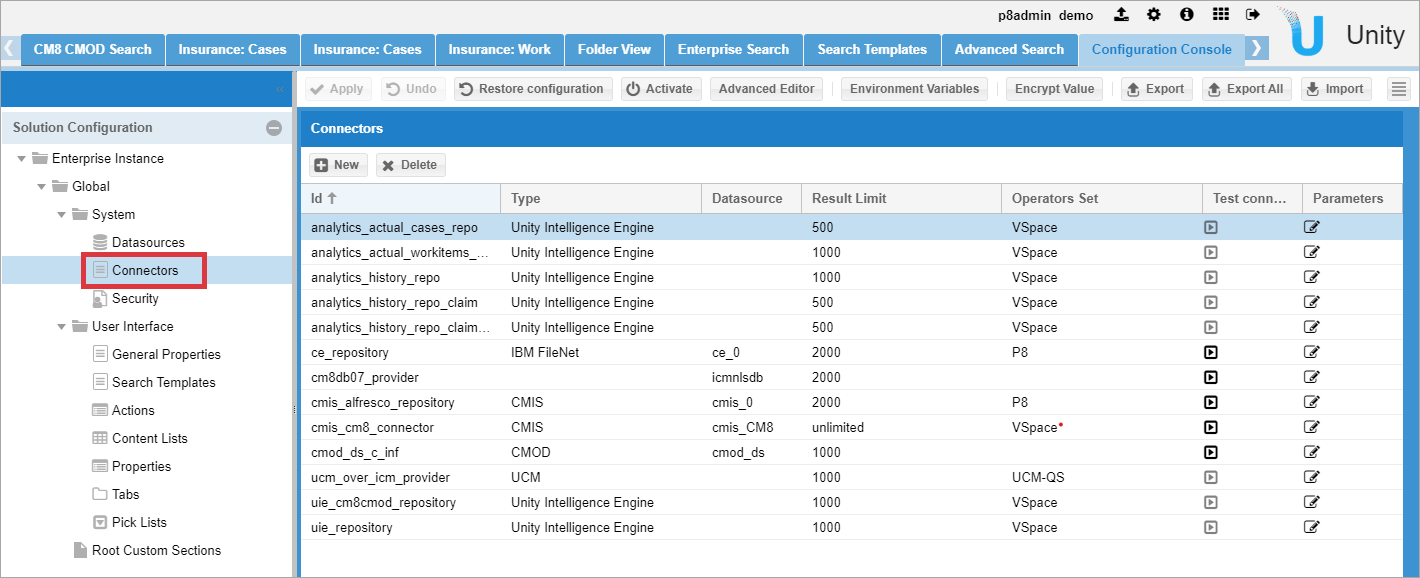 p8admin demo
Unity
CM8 CMOD Search Insurance: Cases Insurance: Cases Insurance: Work Folder View Enterprise Search Search Templates Advanced Search Configuration Console
Apply Undo Restore configuration Activate Advanced Editor Environment Variables Encrypt Value Export Export All Import
Solution Configuration
Enterprise Instance
Global
System
Datasources
Connectors
Security
User Interface
General Properties
Search Templates
Actions
Content Lists
Properties
Tabs
Pick Lists
Root Custom Sections
Connectors
New Delete
Id Type Datasource Result Limit Operators Set Test conn... Parameters
analytics_actual_cases_repo Unity Intelligence Engine 500 VSpace
analytics_actual_workitems_... Unity Intelligence Engine 1000 VSpace
analytics_history_repo Unity Intelligence Engine 1000 VSpace
analytics_history_repo_claim Unity Intelligence Engine 500 VSpace
analytics_history_repo_claim... Unity Intelligence Engine 500 VSpace
ce_repository IBM FileNet ce_0 2000 P8
cm8db07_provider icmnlsdb 2000
cmis_alfresco_repository CMIS cmis_0 2000 P8
cmis_cm8_connector CMIS cmis_CM8 unlimited VSpace*
cmod_ds_c_inf CMOD cmod_ds 1000
ucm_over_icm_provider UCM 1000 UCM-QS
uie_cm8cmod_repository Unity Intelligence Engine 1000 VSpace
uie_repository Unity Intelligence Engine 1000 VSpace